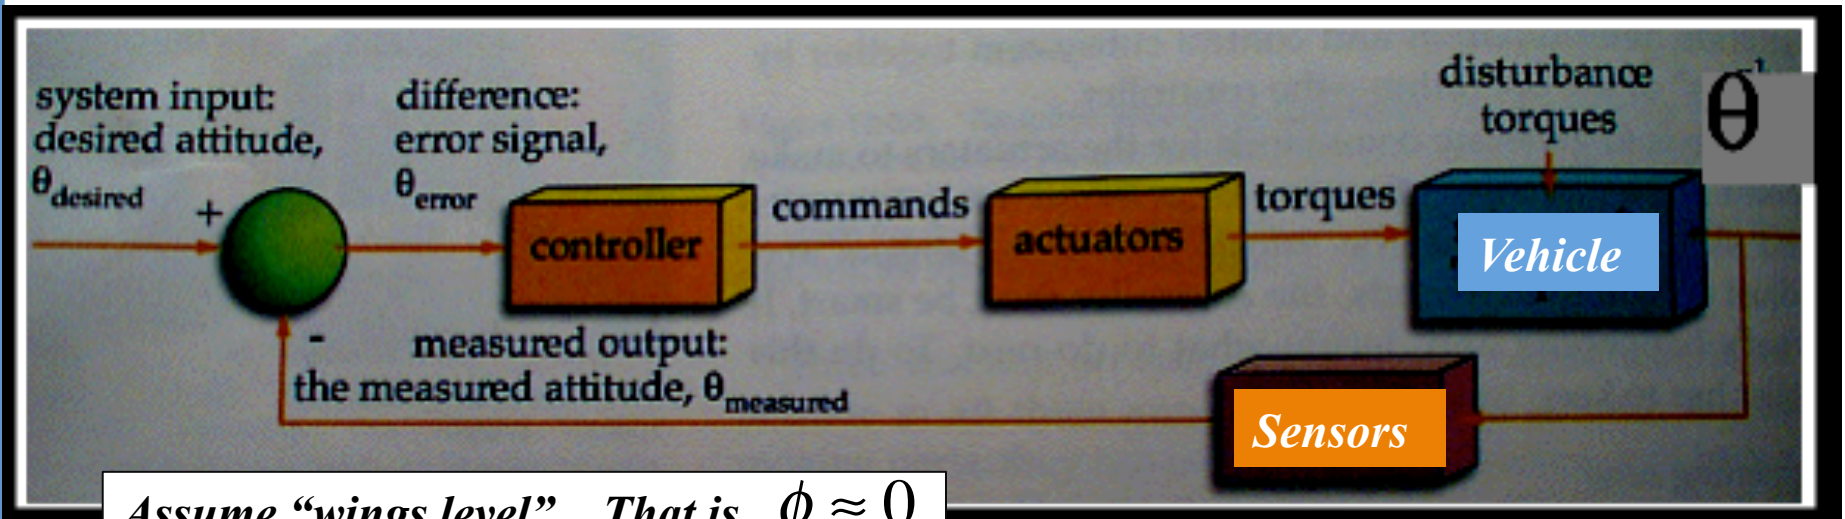 system input:
desired attitude,
θdesired
+
difference:
error signal,
θerror
controller
commands
actuators
torques
disbturbance
torques
θ
Vehicle
-
measured output:
the measured attitude, θmeasured
Sensors
Assume “wings level”... That is ϕ ≈ 0